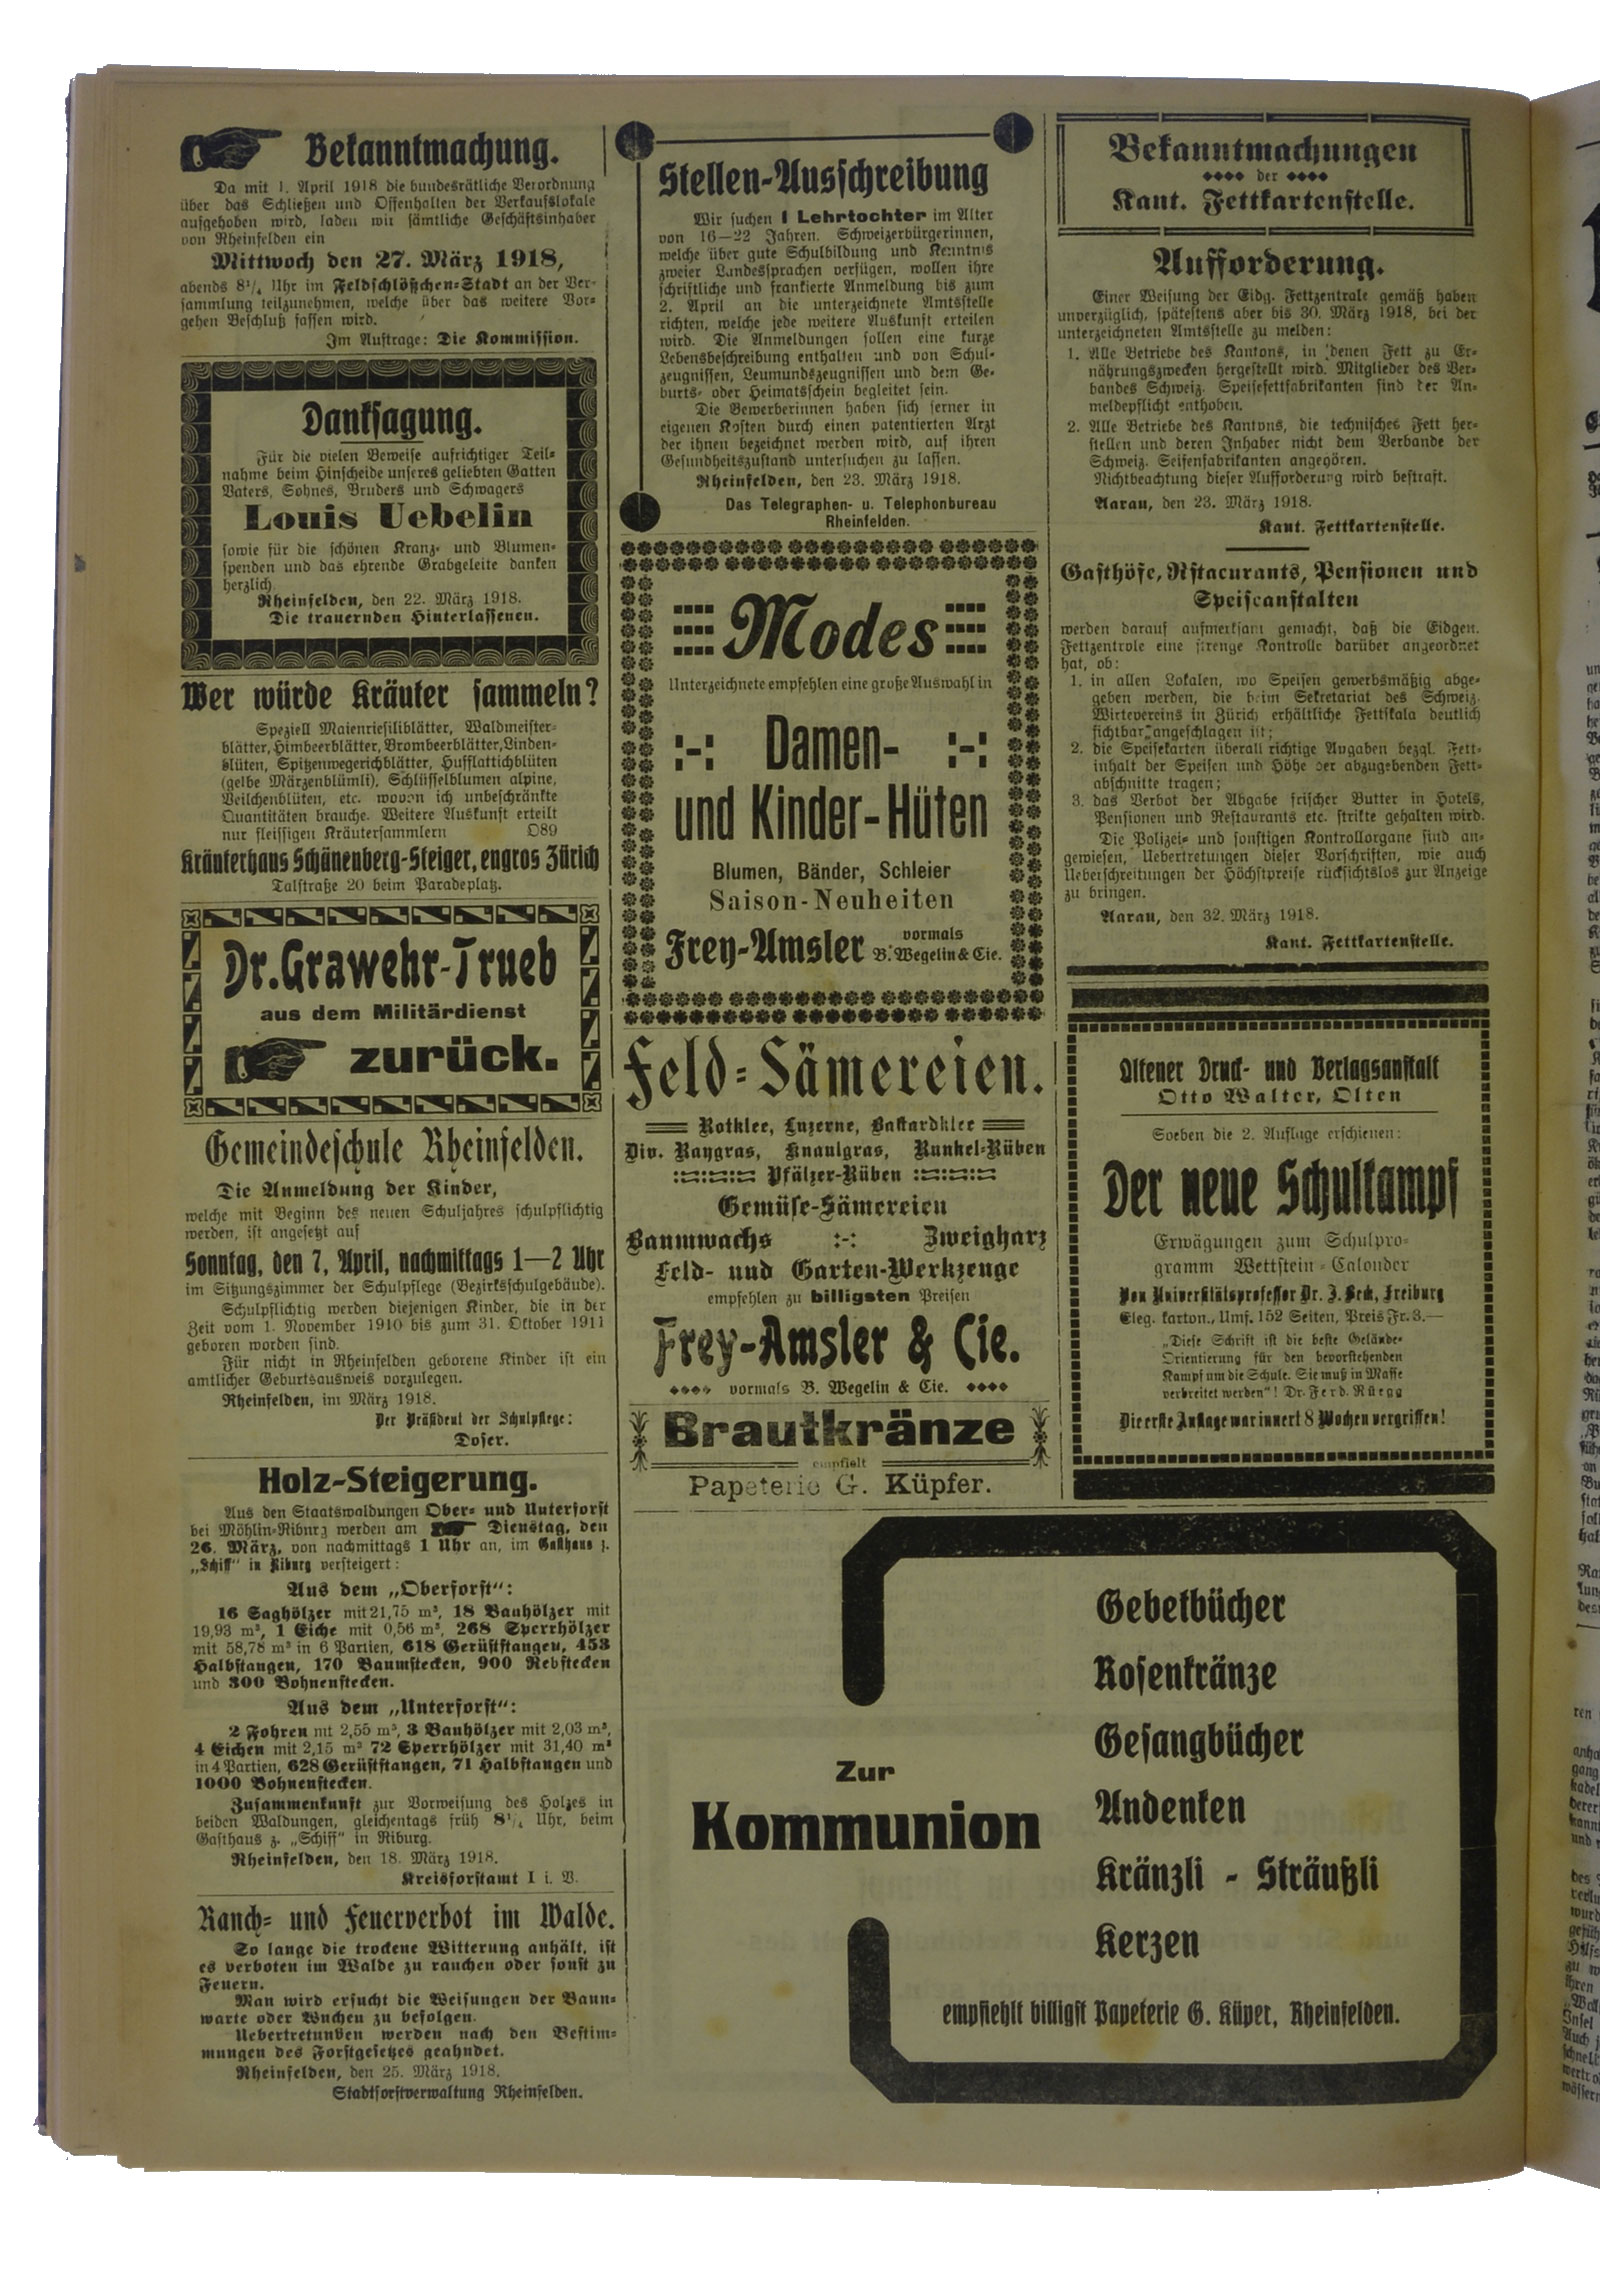 Bekanntmachung.
Da mit 1. April 1918 die bundesrätliche Verordnung
über das Schließen und Offenhalten der Verkaufslokale
aufgehoben wird, laden wir sämtliche Geschäftsinhaber
von Rheinfelden ein
Mittwoch den 27. März 1918,
abends 8¼ Uhr im Feldschlößchen-Stadt an der Ver-
sammlung teilzunehmen, welche über das weitere Vor-
gehen Beschluß fassen wird.
Im Auftrage: Die Kommission.
Danksagung.
Für die vielen Beweise aufrichtiger Teil-
nahme beim Hinscheide unseres geliebten Gatten
Vaters, Sohnes, Bruders und Schwagers
Louis Uebelin
sowie für die schönen Kranz- und Blumen-
spenden und das ehrende Grabgeleite danken
herzlich
Rheinfelden, den 22. März 1918.
Die trauernden Hinterlassenen.
Wer würde Kräuter sammeln?
Speziell Maienriesiliblätter, Waldmeister-
blätter, Himbeerblätter, Brombeerblätter, Linden-
blüten, Spitzenwegerichblätter, Hufflattichblüten
(gelbe Märzenblümli), Schlüsselblumen alpine,
Veilchenblüten, etc. wovon ich unbeschränkte
Quantitäten brauche. Weitere Auskunft erteilt
nur fleissigen Kräutersammlern O89
Kräuterhaus Schänenberg-Steiger, engros Zürich
Talstraße 20 beim Paradeplatz.
Dr. Grawehr-Trueb
aus dem Militärdienst
zurück.
Gemeindeschule Rheinfelden.
Die Anmeldung der Kinder,
welche mit Beginn des neuen Schuljahres schulpflichtig
werden, ist angesetzt auf
Sonntag, den 7. April, nachmittags 1—2 Uhr
im Sitzungszimmer der Schulpflege (Bezirksschulgebäude).
Schulpflichtig werden diejenigen Kinder, die in der
Zeit vom 1. November 1910 bis zum 31. Oktober 1911
geboren worden sind.
Für nicht in Rheinfelden geborene Kinder ist ein
amtlicher Geburtsausweis vorzulegen.
Rheinfelden, im März 1918.
Der Präsident der Schulpflege:
Doser.
Holz-Steigerung.
Aus den Staatswaldungen Ober- und Unterforst
bei Möhlin-Riburg werden am Dienstag, den
26. März, von nachmittags 1 Uhr an, im Gasthaus z.
„Schiff" in Riburg versteigert:
Aus dem „Oberforst":
16 Saghölzer mit 21,75 m³, 18 Bauhölzer mit
19,93 m³, 1 Eiche mit 0,56 m³, 268 Sperrhölzer
mit 58,78 m³ in 6 Partien, 618 Gerüststangen, 453
Halbstangen, 170 Baumstecken, 900 Rebstecken
und 300 Bohnenstecken.
Aus dem „Unterforst":
2 Fohren mt 2,55 m³, 3 Bauhölzer mit 2,03 m³,
4 Eichen mit 2,15 m³ 72 Sperrhölzer mit 31,40 m³
in 4 Partien, 628 Gerüststangen, 71 Halbstangen und
1000 Bohnenstecken.
Zusammenkunft zur Vorweisung des Holzes in
beiden Waldungen, gleichentags früh 8¼ Uhr, beim
Gasthaus z. „Schiff" in Riburg.
Rheinfelden, den 18. März 1918.
Kreisforstamt I i. V.
Rauch- und Feuerverbot im Walde.
So lange die trockene Witterung anhält, ist
es verboten im Walde zu rauchen oder sonst zu
Feuern.
Man wird ersucht die Weisungen der Bann-
warte oder Wachen zu befolgen.
Uebertretungen werden nach den Bestim-
mungen des Forstgesetzes geahndet.
Rheinfelden, den 25. März 1918.
Stadtforstverwaltung Rheinfelden.
Stellen-Ausschreibung
Wir suchen 1 Lehrtochter im Alter
von 16—22 Jahren. Schweizerbürgerinnen,
welche über gute Schulbildung und Kenntnis
zweier Landessprachen verfügen, wollen ihre
schriftliche und frankierte Anmeldung bis zum
2. April an die unterzeichnete Amtsstelle
richten, welche jede weitere Auskunft erteilen
wird. Die Anmeldungen sollen eine kurze
Lebensbeschreibung enthalten und von Schul-
zeugnissen, Leumundszeugnissen und dem Ge-
burts- oder Heimatsschein begleitet sein.
Die Bewerberinnen haben sich ferner in
eigenen Kosten durch einen patentierten Arzt
der ihnen bezeichnet werden wird, auf ihren
Gesundheitszustand untersuchen zu lassen.
Rheinfelden, den 23. März 1918.
Das Telegraphen- u. Telephonbureau
Rheinfelden.
Modes
Unterzeichnete empfehlen eine große Auswahl in
:-: Damen- :-:
und Kinder-Hüten
Blumen, Bänder, Schleier
Saison-Neuheiten
Frey-Amsler vormals
B. Wegelin & Cie.
Feld-Sämereien.
Rotklee, Luzerne, Bastardklee
Div. Raygras, Knaulgras, Runkel-Rüben
Pfälzer-Rüben
Gemüse-Sämereien
Baumwachs :-: Zweigharz
Feld- und Garten-Werkzeuge
empfehlen zu billigsten Preisen
Frey-Amsler & Cie.
vormals B. Wegelin & Cie.
Brautkränze
empfielt
Papeterie G. Küpfer.
Bekanntmachungen
der
Kant. Fettkartenstelle.
Aufforderung.
Einer Weisung der Eidg. Fettzentrale gemäß haben
unverzüglich, spätestens aber bis 30. März 1918, bei der
unterzeichneten Amtsstelle zu melden:
1. Alle Betriebe des Kantons, in denen Fett zu Er-
nährungszwecken hergestellt wird. Mitglieder des Ver-
bandes Schweiz. Speisefettfabrikanten sind der An-
meldepflicht enthoben.
2. Alle Betriebe des Kantons, die technisches Fett her-
stellen und deren Inhaber nicht dem Verbande der
Schweiz. Seifenfabrikanten angehören.
Nichtbeachtung dieser Aufforderung wird bestraft.
Aarau, den 23. März 1918.
Kant. Fettkartenstelle.
Gasthöfe, Rstacurants, Pensionen und
Speiseanstalten
werden darauf aufmerksam gemacht, daß die Eidgen.
Fettzentrole eine strenge Kontrolle darüber angeordnet
hat, ob:
1. in allen Lokalen, wo Speisen gewerbsmäßig abge-
geben werden, die beim Sekretariat des Schweiz.
Wirtevereins in Zürich erhältliche Fettskala deutlich
sichtbar angeschlagen ist;
2. die Speisekarten überall richtige Angaben bezgl. Fett-
inhalt der Speisen und Höhe der abzugebenden Fett-
abschnitte tragen;
3. das Verbot der Abgabe frischer Butter in Hotels,
Pensionen und Restaurants etc. strikte gehalten wird.
Die Polizei- und sonstigen Kontrollorgane sind an-
gewiesen, Uebertretungen dieser Vorschriften, wie auch
Ueberschreitungen der Höchstpreise rücksichtslos zur Anzeige
zu bringen.
Aarau, den 32. März 1918.
Kant. Fettkartenstelle.
Oltener Druck- und Verlagsanstalt
Otto Walter, Olten
Soeben die 2. Auflage erschienen:
Der neue Schulkampf
Erwägungen zum Schulpro-
gramm Wettstein-Calonder
Von Universitätsprofessor Dr. J. Beck, Freiburg
Eleg. karton., Umf. 152 Seiten, Preis Fr. 3.—
„Diese Schrift ist die beste Gelände-
Orientierung für den bevorstehenden
Kampf um die Schule. Sie muß in Masse
verbreitet werden"! Dr. Ferd. Rüegg
Die erste Auflage war innert 8 Wochen vergriffen!
Zur
Kommunion
Gebetbücher
Rosenkränze
Gesangbücher
Andenken
Kränzli - Sträußli
Kerzen
empfiehlt billigst Papeterie G. Küper, Rheinfelden.